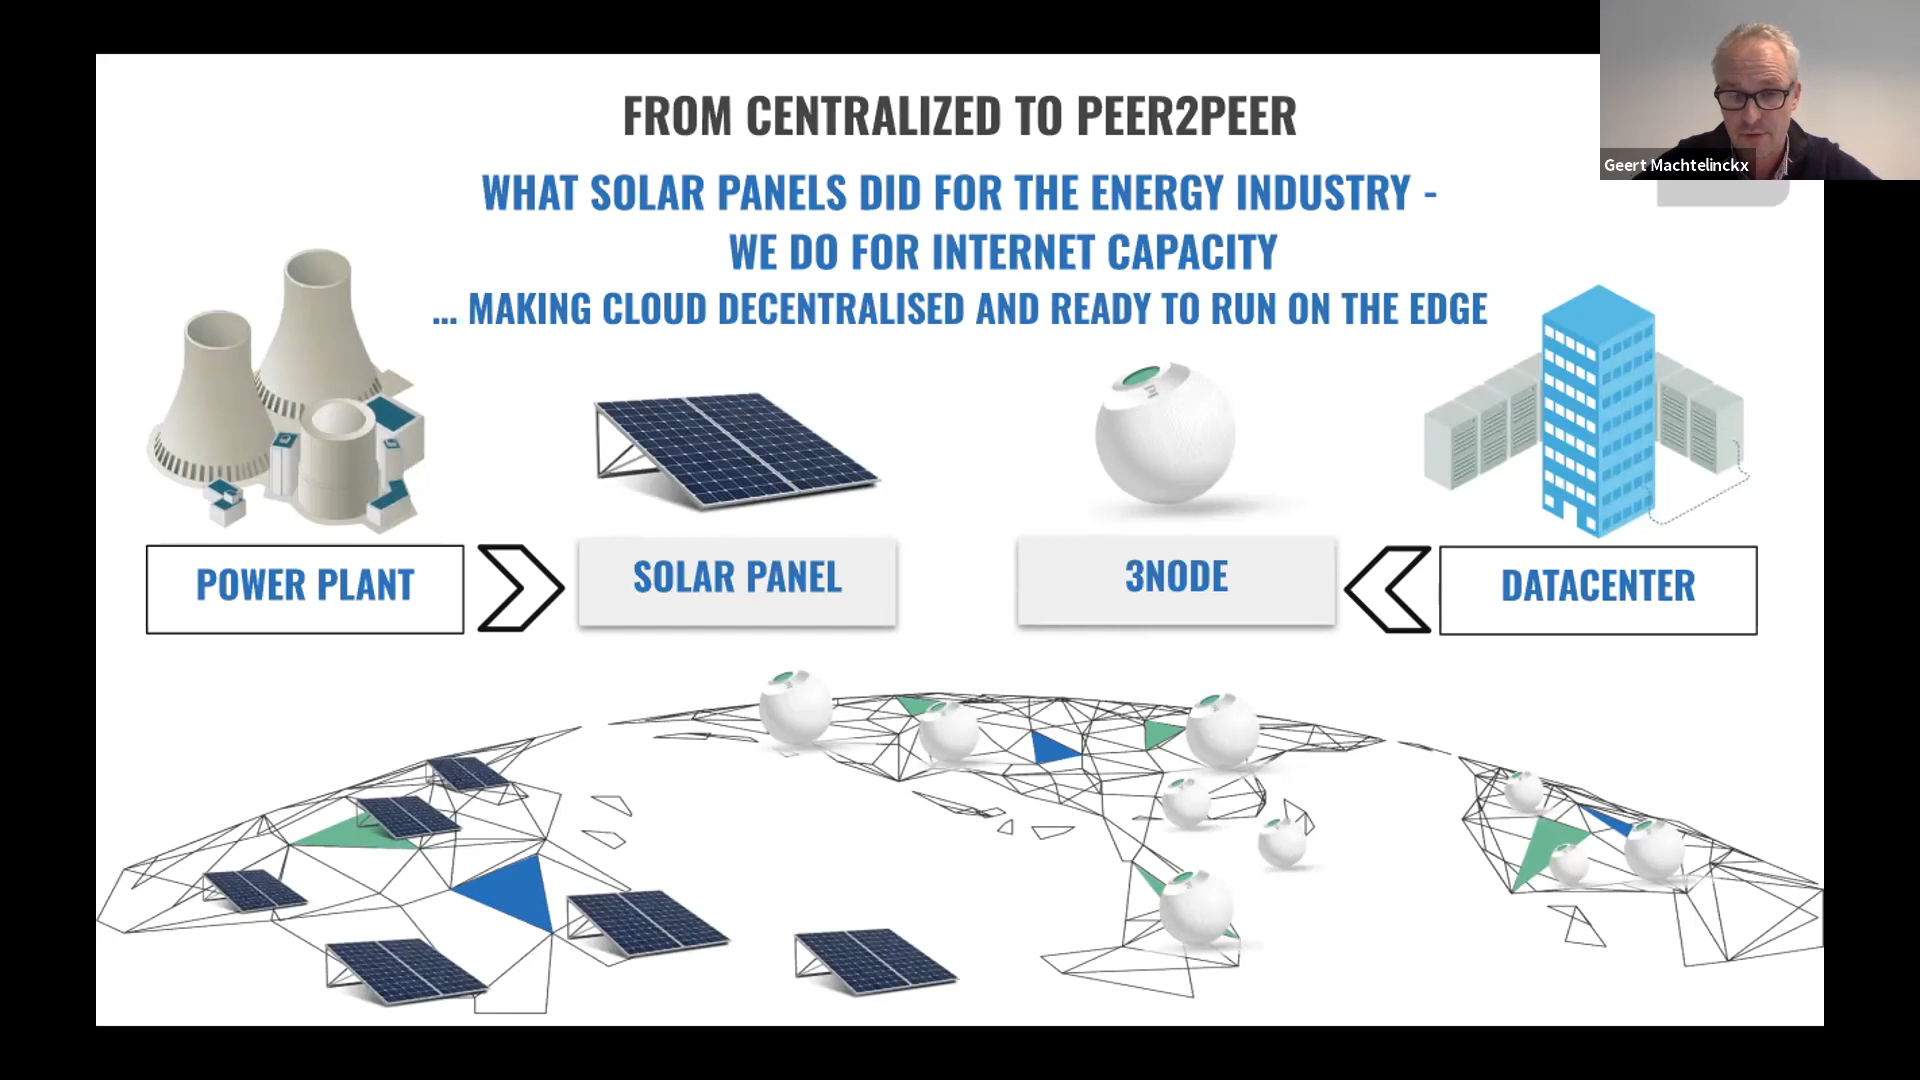 FROM CENTRALIZED TO PEER2PEER
WHAT SOLAR PANELS DID FOR THE ENERGY INDUSTRY -
WE DO FOR INTERNET CAPACITY
... MAKING CLOUD DECENTRALISED AND READY TO RUN ON THE EDGE
Geert Machtelinckx
POWER PLANT
SOLAR PANEL
3NODE
DATACENTER